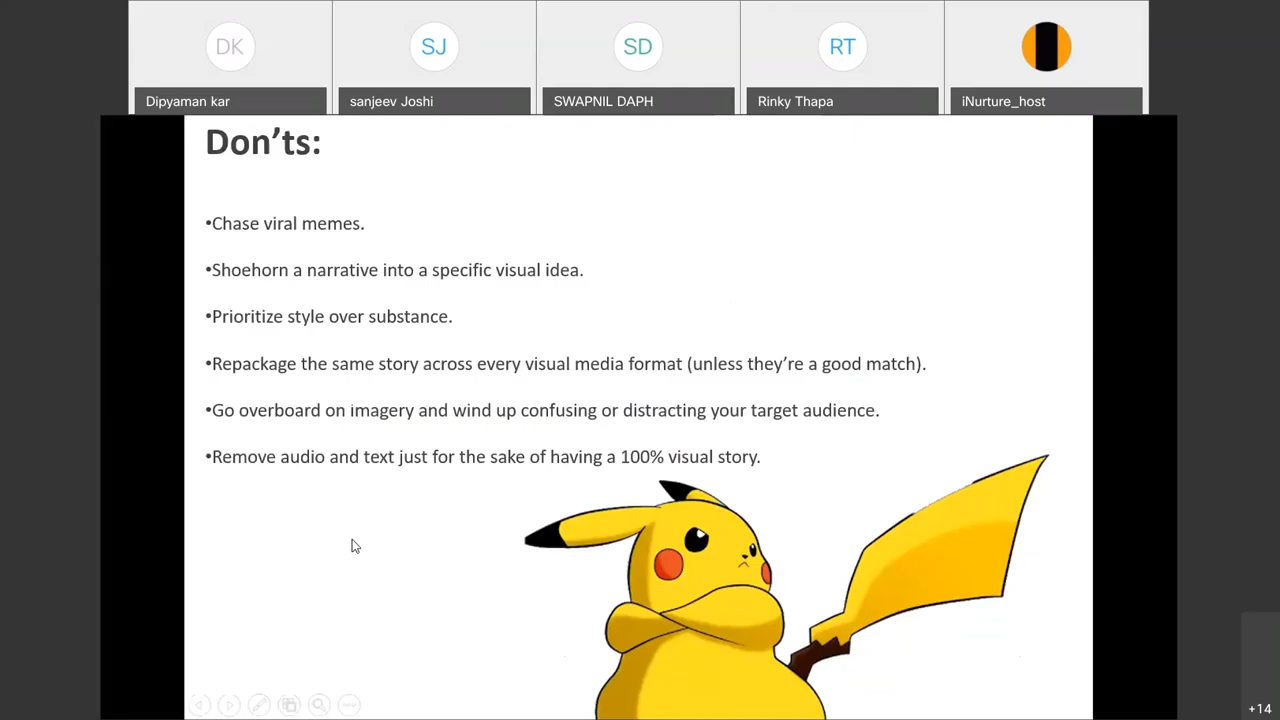 DK
SJ
SD
RT
Dipyaman kar
sanjeev Joshi
SWAPNIL DAPH
Rinky Thapa
iNurture_host
Don’ts:
•Chase viral memes.
•Shoehorn a narrative into a specific visual idea.
•Prioritize style over substance.
•Repackage the same story across every visual media format (unless they’re a good match).
•Go overboard on imagery and wind up confusing or distracting your target audience.
•Remove audio and text just for the sake of having a 100% visual story.
+14